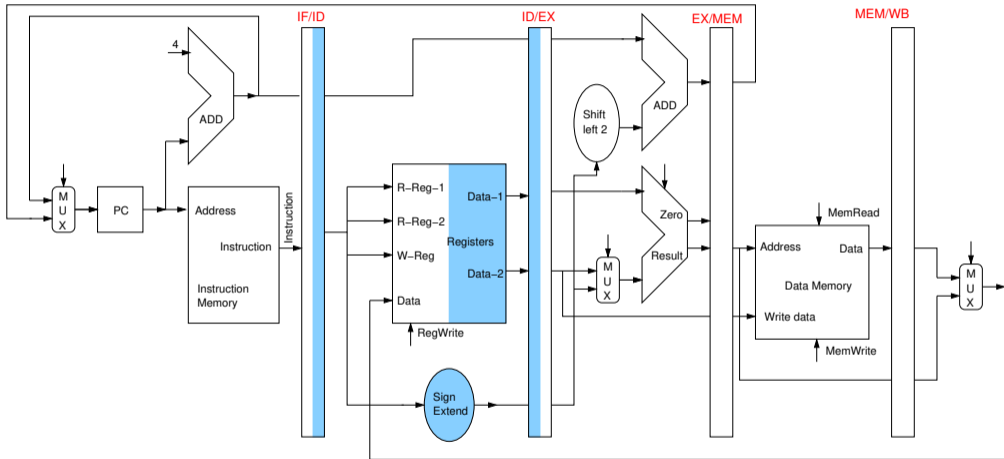 IF/ID
ID/EX
EX/MEM
MEM/WB
4
ADD
ADD
Shift
left 2
M
U
X
PC
Address
Instruction
Instruction
Memory
Instruction
R-Reg-1
R-Reg-2
W-Reg
Data
Data-1
Registers
Data-2
RegWrite
Sign
Extend
M
U
X
Zero
Result
MemRead
Address
Data
Data Memory
Write data
MemWrite
M
U
X